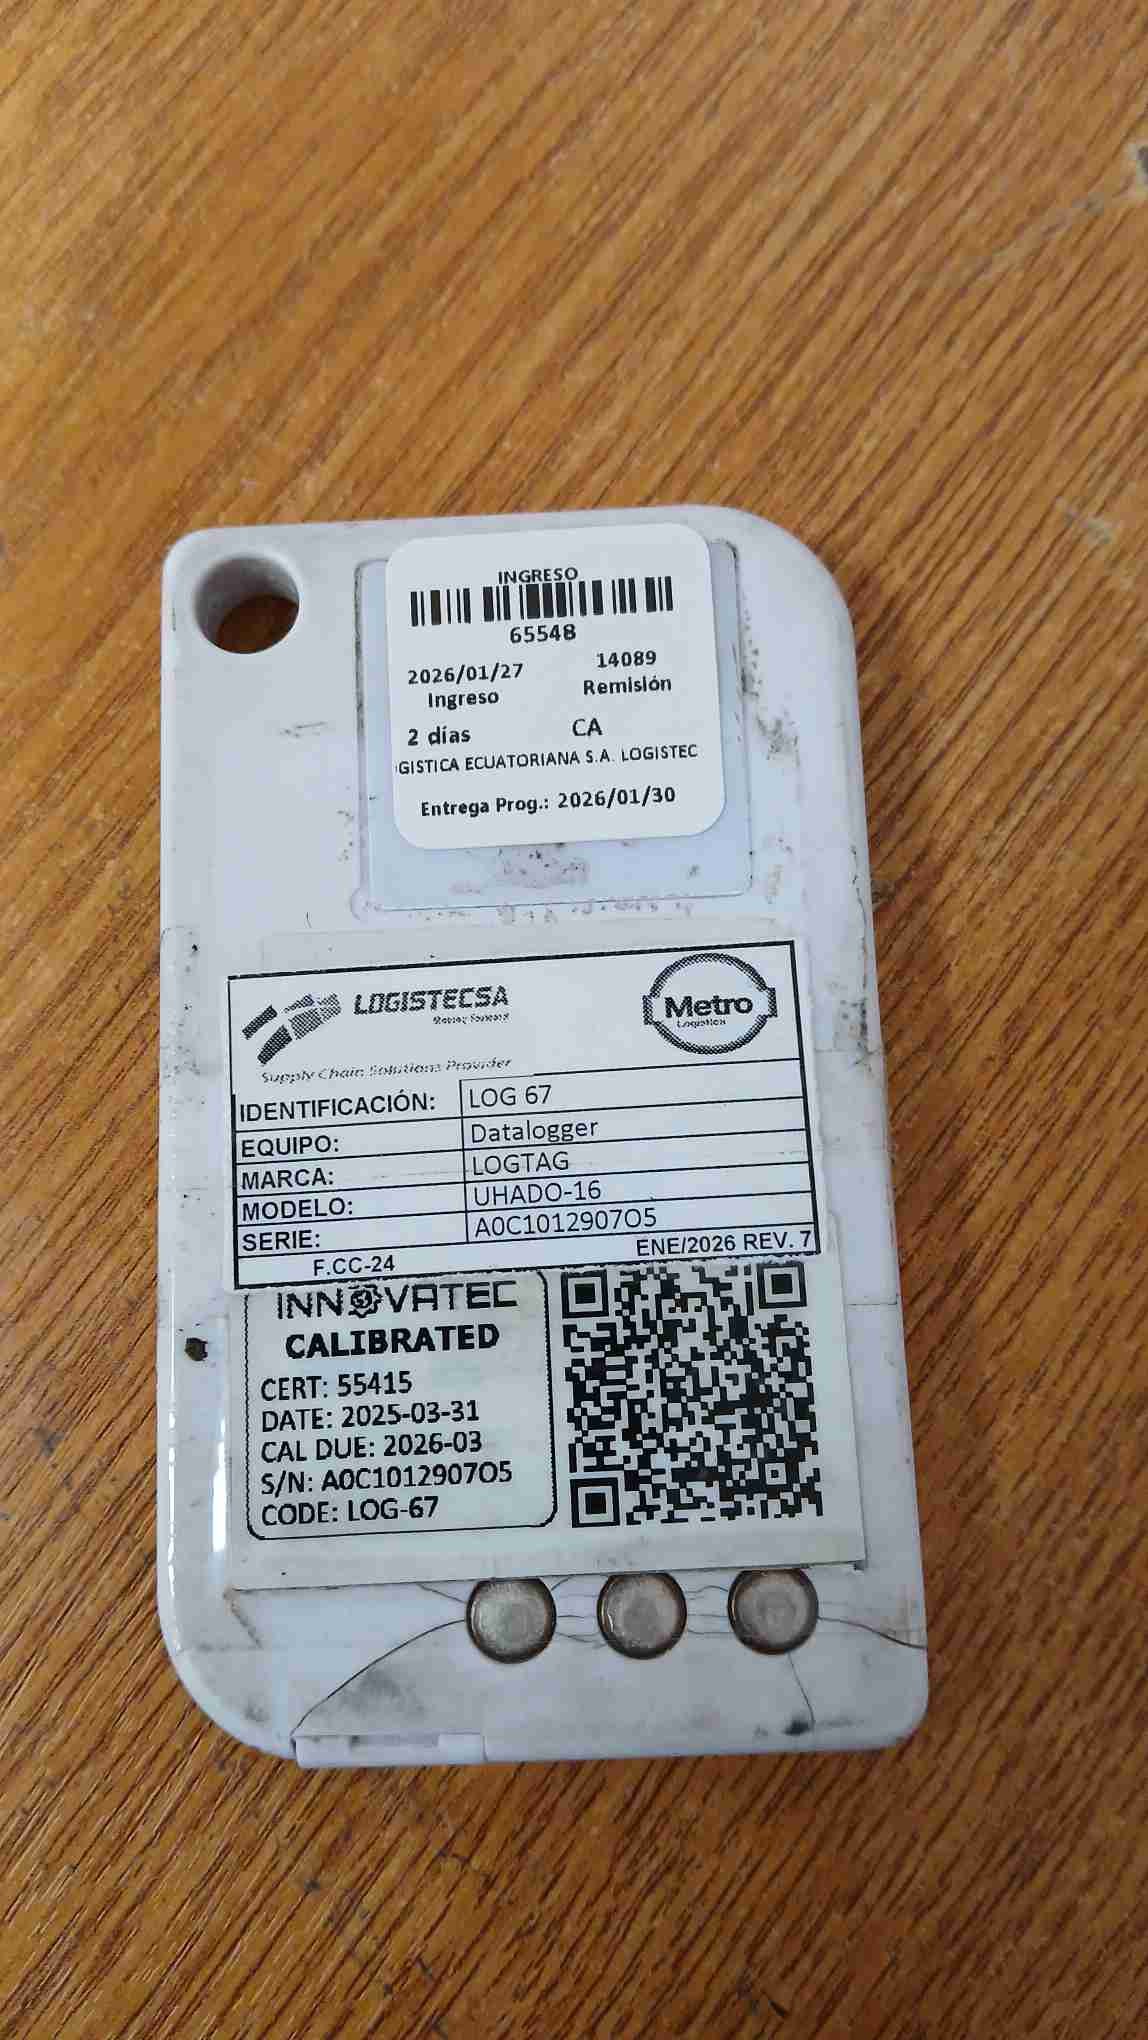 INGRESO
65548
2026/01/27 14089
Ingreso Remisión
2 días CA
GISTICA ECUATORIANA S.A. LOGISTEC
Entrega Prog.: 2026/01/30
LOGISTECSA
Metro
Logistics
Supply Chain Solutions Provider
IDENTIFICACIÓN: LOG 67
EQUIPO: Datalogger
MARCA: LOGTAG
MODELO: UHADO-16
SERIE: A0C1012907O5
F.CC-24 ENE/2026 REV. 7
INNOVATEC
CALIBRATED
CERT: 55415
DATE: 2025-03-31
CAL DUE: 2026-03
S/N: A0C1012907O5
CODE: LOG-67